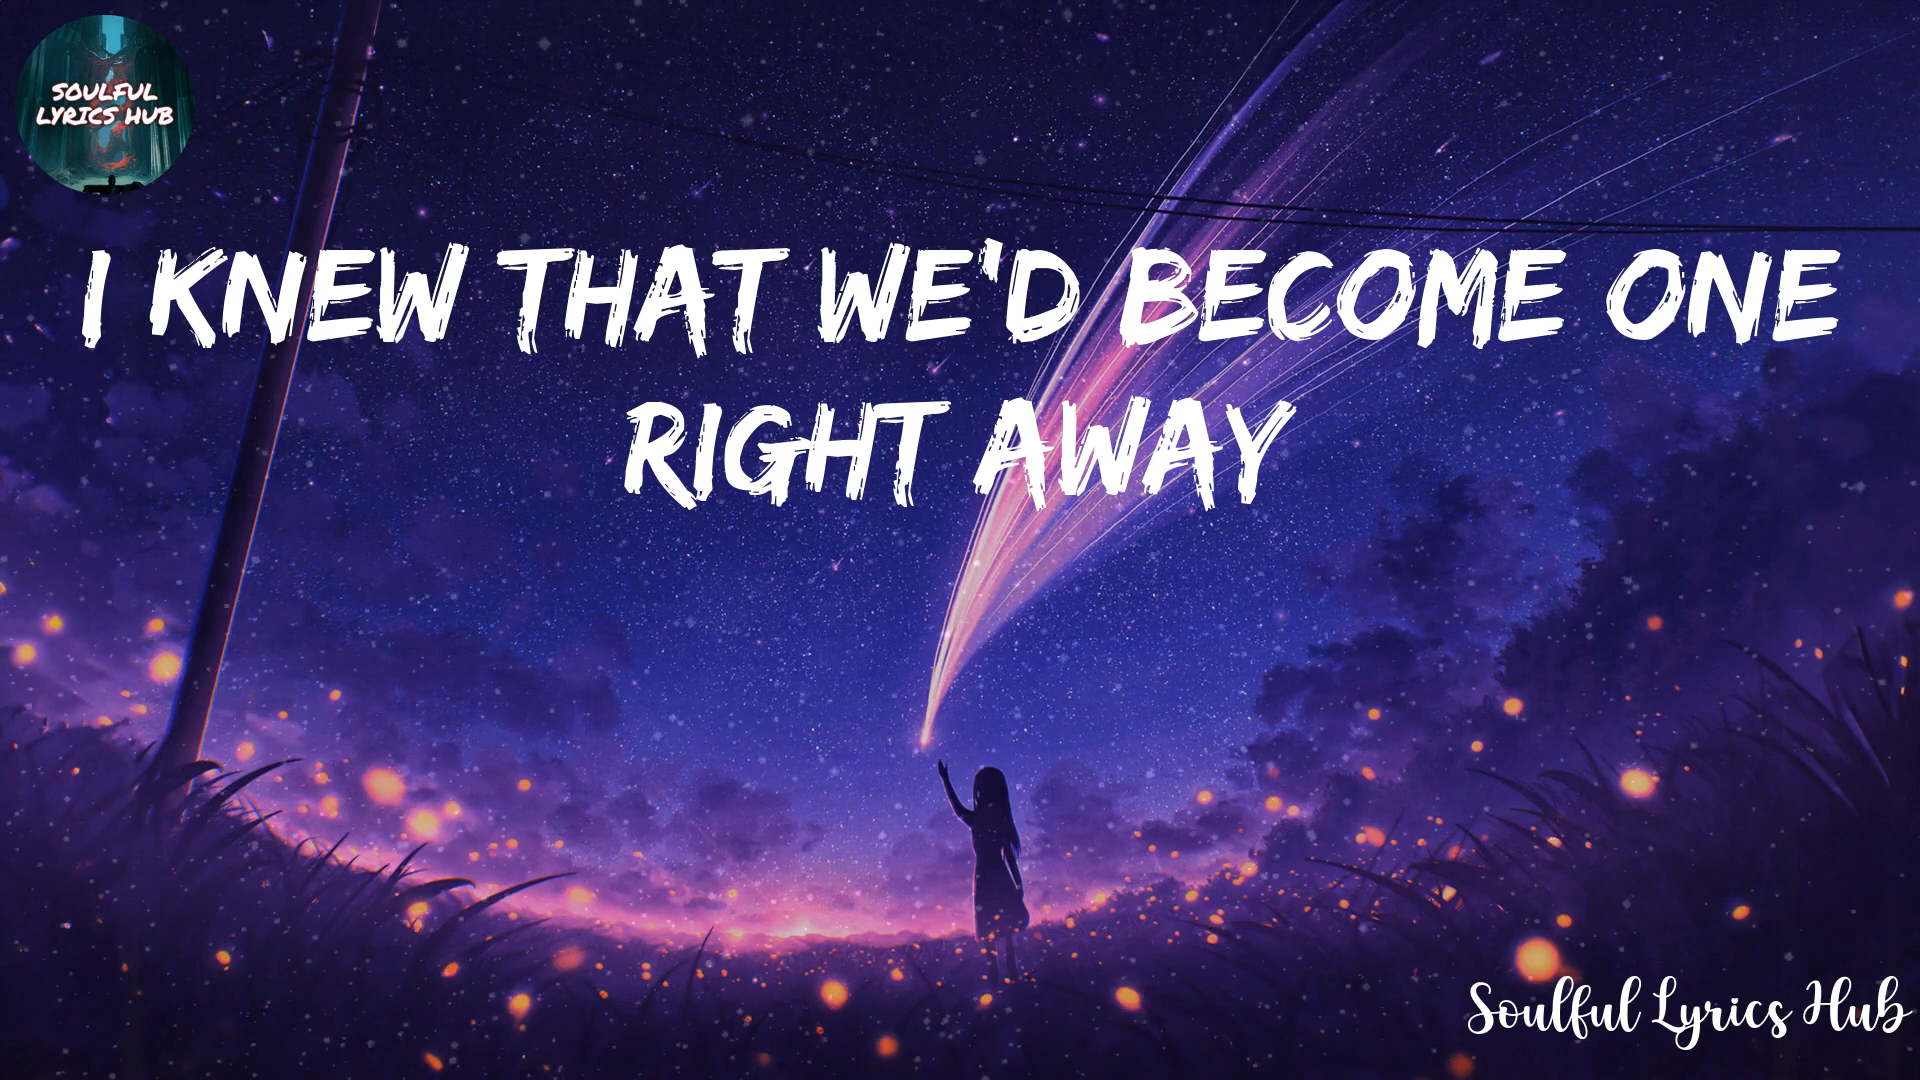 SOULFUL
LYRICS HUB
I KNEW THAT WE'D BECOME ONE
RIGHT AWAY
Soulful Lyrics Hub